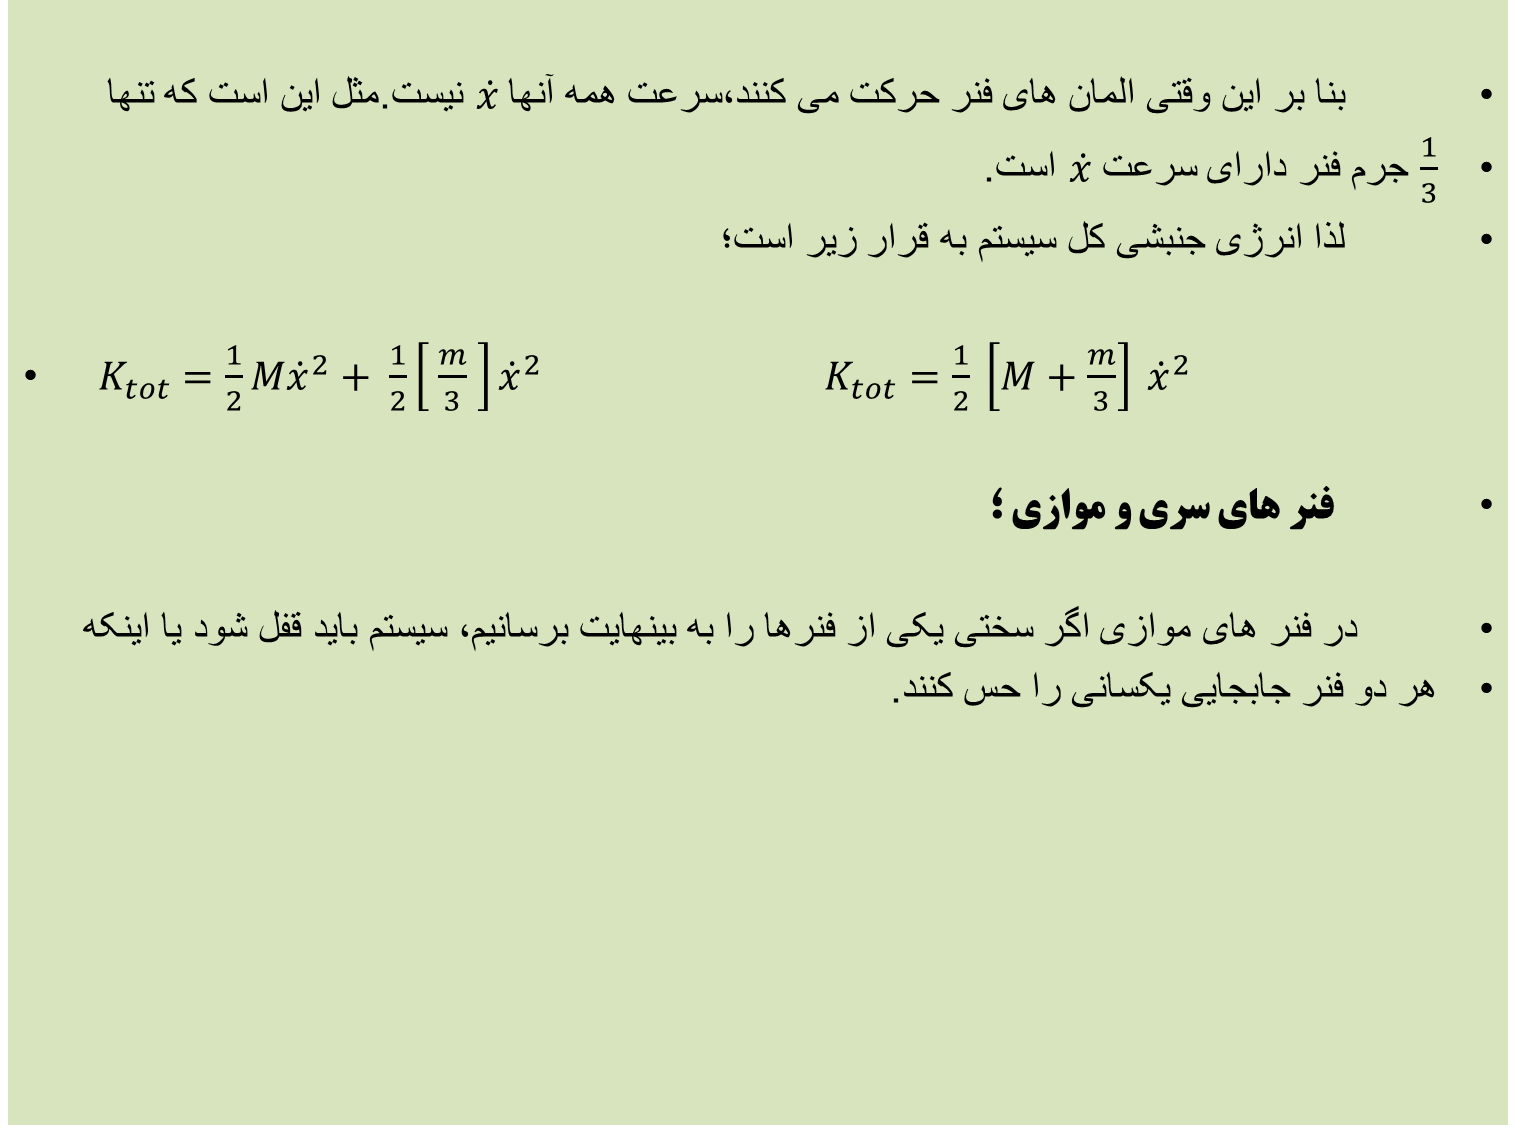 • بنا بر این وقتی المان های فنر حرکت می کنند،سرعت همه آنها ẋ نیست.مثل این است که تنها
• 1/3 جرم فنر دارای سرعت ẋ است.
• لذا انرژی جنبشی کل سیستم به قرار زیر است؛
• K_tot = 1/2 Mẋ² + 1/2 [m/3] ẋ² K_tot = 1/2 [M + m/3] ẋ²
• فنر های سری و موازی ؛
• در فنر های موازی اگر سختی یکی از فنرها را به بینهایت برسانیم، سیستم باید قفل شود یا اینکه
• هر دو فنر جابجایی یکسانی را حس کنند.